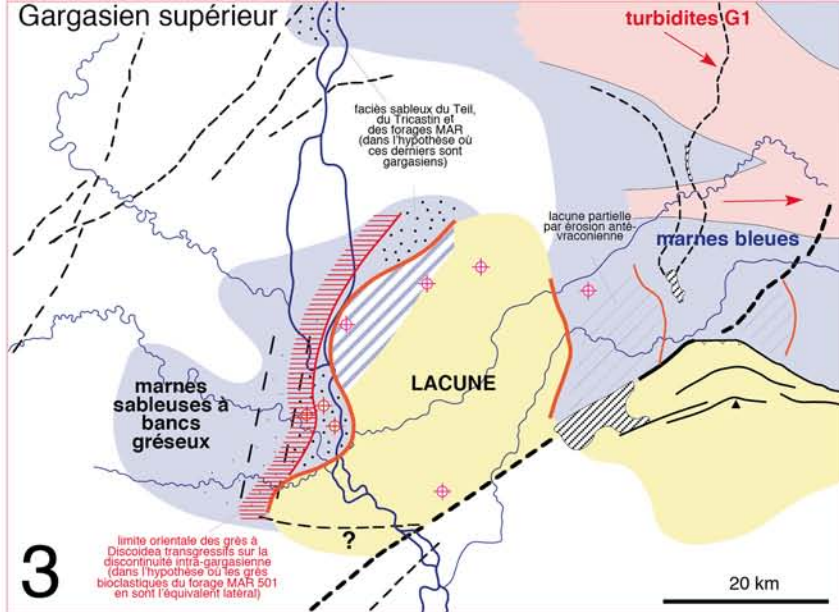 Gargasien supérieur
turbidites G1
faciès sableux du Teil,
du Tricastin et
des forages MAR
(dans l'hypothèse où
ces derniers sont
gargasiens)
lacune partielle
par érosion anté-
vraconienne
marnes bleues
LACUNE
marnes
sableuses à
bancs
gréseux
?
3
limite orientale des grès à
Discoidea transgressifs sur la
discontinuité intra-gargasienne
(dans l'hypothèse où les grès
bioclastiques du forage MAR 501
en sont l'équivalent latéral)
20 km